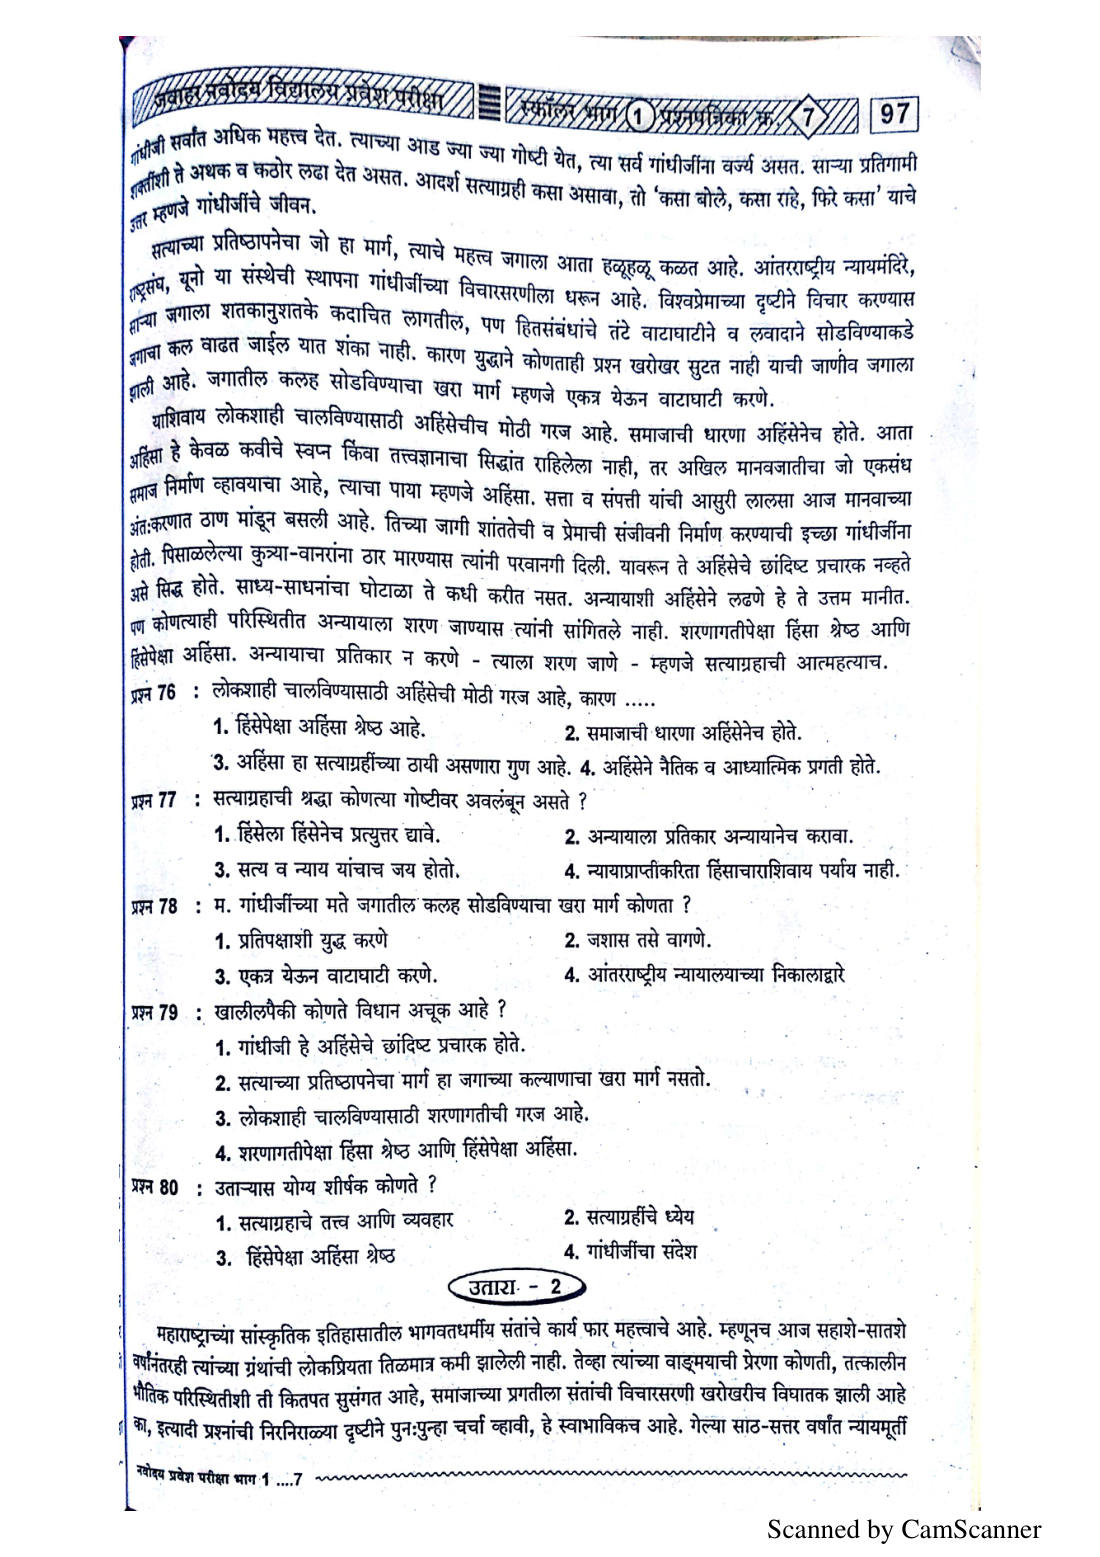 जवाहर नवोदय विद्यालय प्रवेश परीक्षा स्कॉलर भाग 1 प्रश्नपत्रिका क्र. 7 97
गांधीजी सर्वांत अधिक महत्त्व देत. त्याच्या आड ज्या ज्या गोष्टी येत, त्या सर्व गांधीजींना वर्ज्य असत. साऱ्या प्रतिगामी
शक्तींशी ते अथक व कठोर लढा देत असत. आदर्श सत्याग्रही कसा असावा, तो ‘कसा बोले, कसा राहे, फिरे कसा’ याचे
उत्तर म्हणजे गांधीजींचे जीवन.
सत्याच्या प्रतिष्ठापनेचा जो हा मार्ग, त्याचे महत्त्व जगाला आता हळूहळू कळत आहे. आंतरराष्ट्रीय न्यायमंदिरे,
राष्ट्रसंघ, यूनो या संस्थेची स्थापना गांधीजींच्या विचारसरणीला धरून आहे. विश्वप्रेमाच्या दृष्टीने विचार करण्यास
साऱ्या जगाला शतकानुशतके कदाचित लागतील, पण हितसंबंधांचे तंटे वाटाघाटीने व लवादाने सोडविण्याकडे
जगाचा कल वाढत जाईल यात शंका नाही. कारण युद्धाने कोणताही प्रश्न खरोखर सुटत नाही याची जाणीव जगाला
झाली आहे. जगातील कलह सोडविण्याचा खरा मार्ग म्हणजे एकत्र येऊन वाटाघाटी करणे.
याशिवाय लोकशाही चालविण्यासाठी अहिंसेचीच मोठी गरज आहे. समाजाची धारणा अहिंसेनेच होते. आता
अहिंसा हे केवळ कवीचे स्वप्न किंवा तत्त्वज्ञानाचा सिद्धांत राहिलेला नाही, तर अखिल मानवजातीचा जो एकसंध
समाज निर्माण व्हावयाचा आहे, त्याचा पाया म्हणजे अहिंसा. सत्ता व संपत्ती यांची आसुरी लालसा आज मानवाच्या
अंतःकरणात ठाण मांडून बसली आहे. तिच्या जागी शांततेची व प्रेमाची संजीवनी निर्माण करण्याची इच्छा गांधीजींना
होती. पिसाळलेल्या कुत्र्या-वानरांना ठार मारण्यास त्यांनी परवानगी दिली. यावरून ते अहिंसेचे छांदिष्ट प्रचारक नव्हते
असे सिद्ध होते. साध्य-साधनांचा घोटाळा ते कधी करीत नसत. अन्यायाशी अहिंसेने लढणे हे ते उत्तम मानीत.
पण कोणत्याही परिस्थितीत अन्यायाला शरण जाण्यास त्यांनी सांगितले नाही. शरणागतीपेक्षा हिंसा श्रेष्ठ आणि
हिंसेपेक्षा अहिंसा. अन्यायाचा प्रतिकार न करणे - त्याला शरण जाणे - म्हणजे सत्याग्रहाची आत्महत्याच.
प्रश्न 76 : लोकशाही चालविण्यासाठी अहिंसेची मोठी गरज आहे, कारण .....
1. हिंसेपेक्षा अहिंसा श्रेष्ठ आहे. 2. समाजाची धारणा अहिंसेनेच होते.
3. अहिंसा हा सत्याग्रहींच्या ठायी असणारा गुण आहे. 4. अहिंसेने नैतिक व आध्यात्मिक प्रगती होते.
प्रश्न 77 : सत्याग्रहाची श्रद्धा कोणत्या गोष्टीवर अवलंबून असते ?
1. हिंसेला हिंसेनेच प्रत्युत्तर द्यावे. 2. अन्यायाला प्रतिकार अन्यायानेच करावा.
3. सत्य व न्याय यांचाच जय होतो. 4. न्यायाप्राप्तीकरिता हिंसाचाराशिवाय पर्याय नाही.
प्रश्न 78 : म. गांधीजींच्या मते जगातील कलह सोडविण्याचा खरा मार्ग कोणता ?
1. प्रतिपक्षाशी युद्ध करणे 2. जशास तसे वागणे.
3. एकत्र येऊन वाटाघाटी करणे. 4. आंतरराष्ट्रीय न्यायालयाच्या निकालाद्वारे
प्रश्न 79 : खालीलपैकी कोणते विधान अचूक आहे ?
1. गांधीजी हे अहिंसेचे छांदिष्ट प्रचारक होते.
2. सत्याच्या प्रतिष्ठापनेचा मार्ग हा जगाच्या कल्याणाचा खरा मार्ग नसतो.
3. लोकशाही चालविण्यासाठी शरणागतीची गरज आहे.
4. शरणागतीपेक्षा हिंसा श्रेष्ठ आणि हिंसेपेक्षा अहिंसा.
प्रश्न 80 : उताऱ्यास योग्य शीर्षक कोणते ?
1. सत्याग्रहाचे तत्त्व आणि व्यवहार 2. सत्याग्रहींचे ध्येय
3. हिंसेपेक्षा अहिंसा श्रेष्ठ 4. गांधीजींचा संदेश
उतारा - 2
महाराष्ट्राच्या सांस्कृतिक इतिहासातील भागवतधर्मीय संतांचे कार्य फार महत्त्वाचे आहे. म्हणूनच आज सहाशे-सातशे
वर्षांनंतरही त्यांच्या ग्रंथांची लोकप्रियता तिळमात्र कमी झालेली नाही. तेव्हा त्यांच्या वाङ्मयाची प्रेरणा कोणती, तत्कालीन
भौतिक परिस्थितीशी ती कितपत सुसंगत आहे, समाजाच्या प्रगतीला संतांची विचारसरणी खरोखरीच विघातक झाली आहे
का, इत्यादी प्रश्नांची निरनिराळ्या दृष्टीने पुनःपुन्हा चर्चा व्हावी, हे स्वाभाविकच आहे. गेल्या साठ-सत्तर वर्षांत न्यायमूर्ती
नवोदय प्रवेश परीक्षा भाग 1 ....7
Scanned by CamScanner